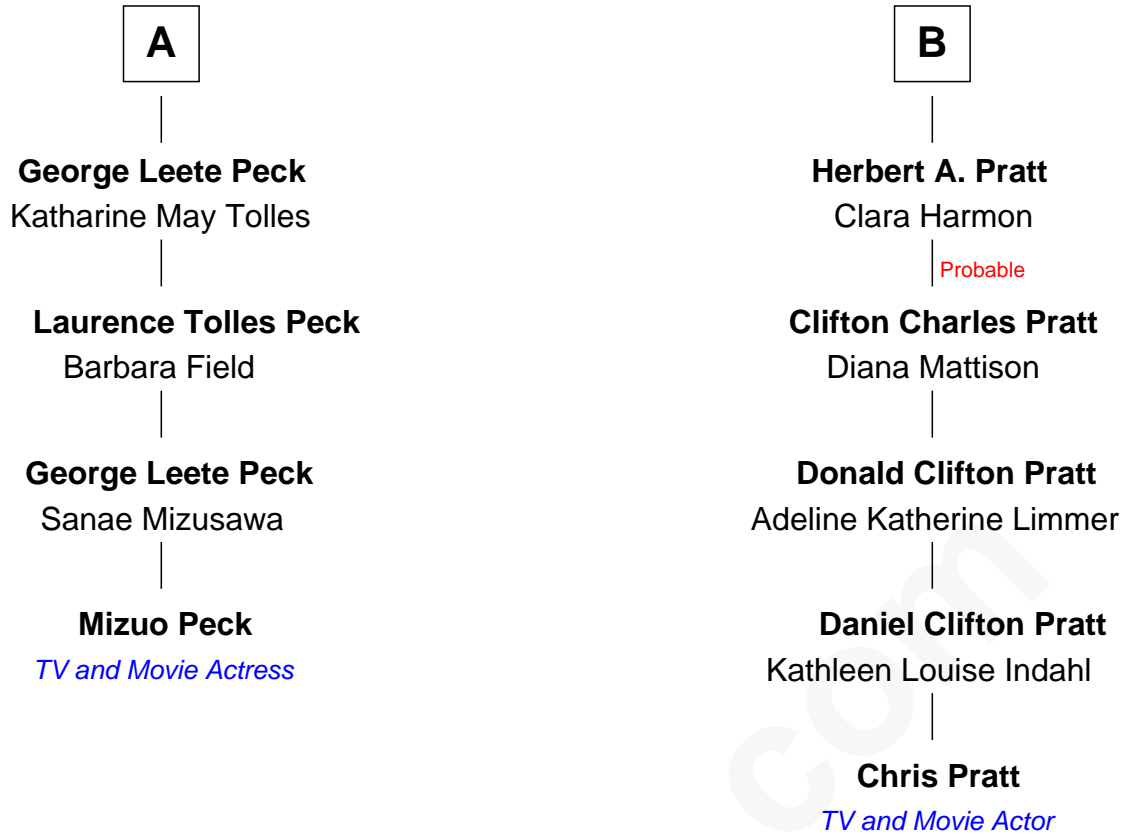 A
George Leete Peck
Katharine May Tolles
Laurence Tolles Peck
Barbara Field
George Leete Peck
Sanae Mizusawa
Mizuo Peck
TV and Movie Actress
B
Herbert A. Pratt
Clara Harmon
Probable
Clifton Charles Pratt
Diana Mattison
Donald Clifton Pratt
Adeline Katherine Limmer
Daniel Clifton Pratt
Kathleen Louise Indahl
Chris Pratt
TV and Movie Actor
com